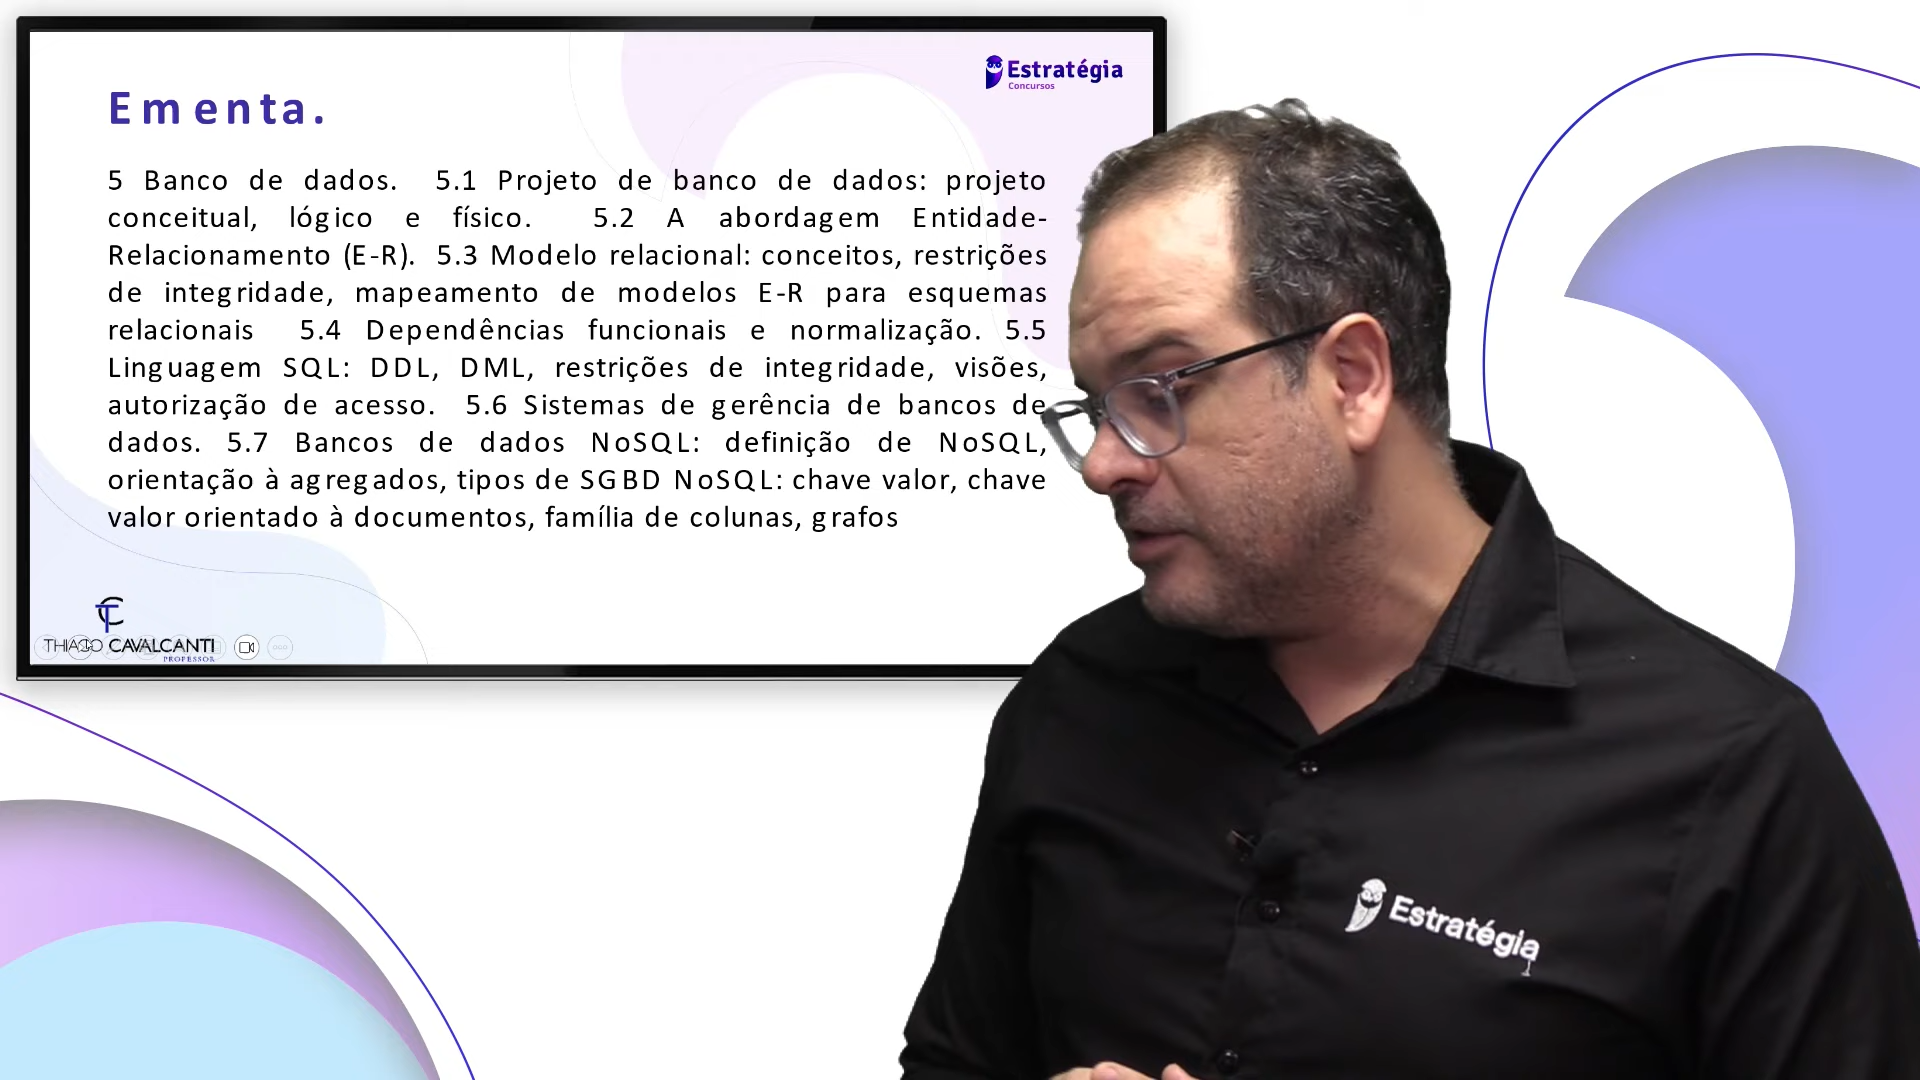 Estratégia
Concursos
Ementa.
5 Banco de dados. 5.1 Projeto de banco de dados: projeto
conceitual, lógico e físico. 5.2 A abordagem Entidade-
Relacionamento (E-R). 5.3 Modelo relacional: conceitos, restrições
de integridade, mapeamento de modelos E-R para esquemas
relacionais 5.4 Dependências funcionais e normalização. 5.5
Linguagem SQL: DDL, DML, restrições de integridade, visões,
autorização de acesso. 5.6 Sistemas de gerência de bancos de
dados. 5.7 Bancos de dados NoSQL: definição de NoSQL,
orientação à agregados, tipos de SGBD NoSQL: chave valor, chave
valor orientado à documentos, família de colunas, grafos
TC
THIAGO CAVALCANTI
PROFESSOR
Estratégia